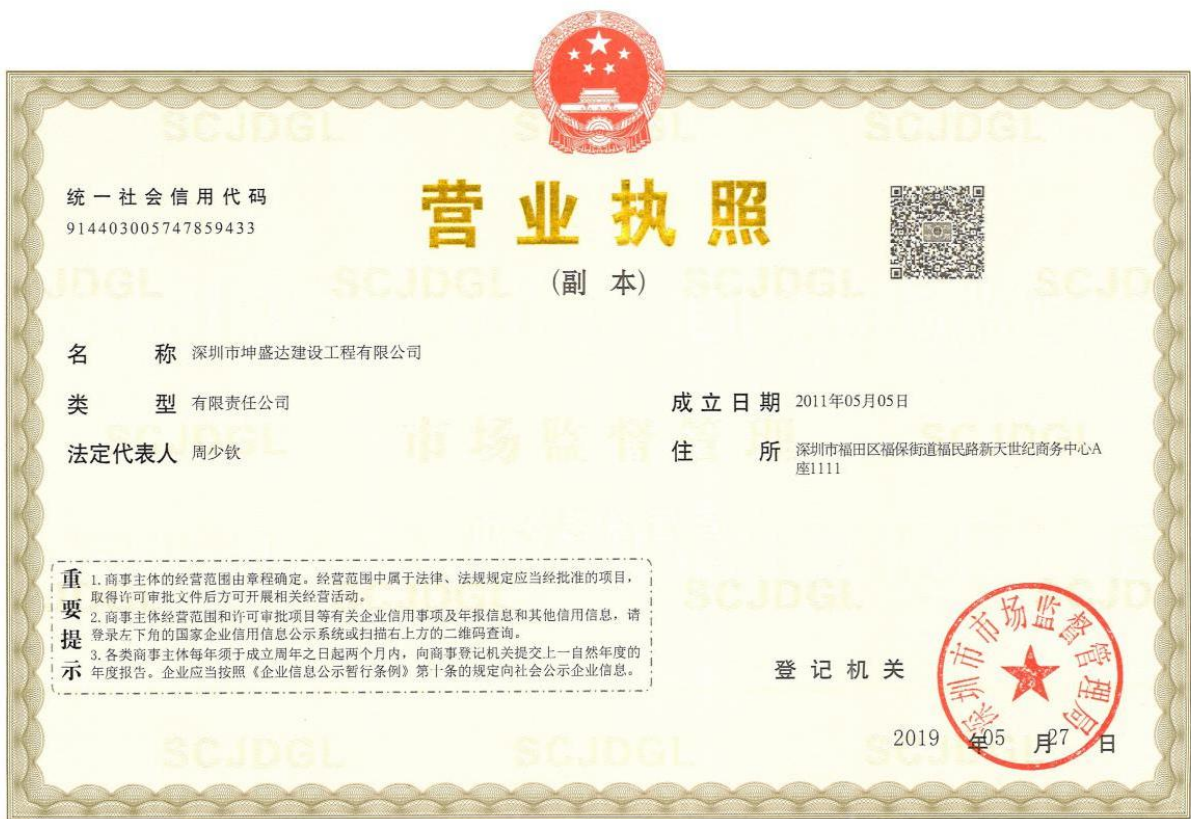 统一社会信用代码
914403005747859433
营业执照
(副 本)
名 称 深圳市坤盛达建设工程有限公司
类 型 有限责任公司
成立日期 2011年05月05日
法定代表人 周少钦
住 所 深圳市福田区福保街道福民路新天世纪商务中心A
座1111
重要提示
1.商事主体的经营范围由章程确定。经营范围中属于法律、法规规定应当经批准的项目,
取得许可审批文件后方可开展相关经营活动。
2.商事主体经营范围和许可审批项目等有关企业信用事项及年报信息和其他信用信息,请
登录左下角的国家企业信用信息公示系统或扫描右上方的二维码查询。
3.各类商事主体每年须于成立周年之日起两个月内,向商事登记机关提交上一自然年度的
年度报告。企业应当按照《企业信息公示暂行条例》第十条的规定向社会公示企业信息。
登记机关
深圳市市场监督管理局
2019 年05 月27 日
SCJDGL
市场监督管理